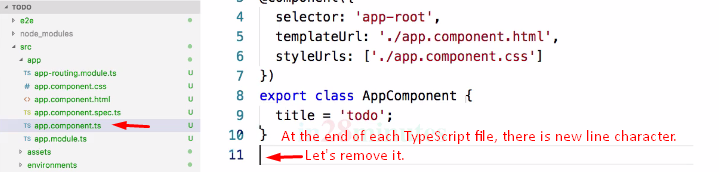 TODO
e2e
node_modules
src
app
TS app-routing.module.ts U
# app.component.css U
app.component.html U
TS app.component.spec.ts U
TS app.component.ts U
TS app.module.ts U
assets
environments
4 selector: 'app-root',
5 templateUrl: './app.component.html',
6 styleUrls: ['./app.component.css']
7 })
8 export class AppComponent {
9 title = 'todo';
10 } At the end of each TypeScript file, there is new line character.
11 Let's remove it.